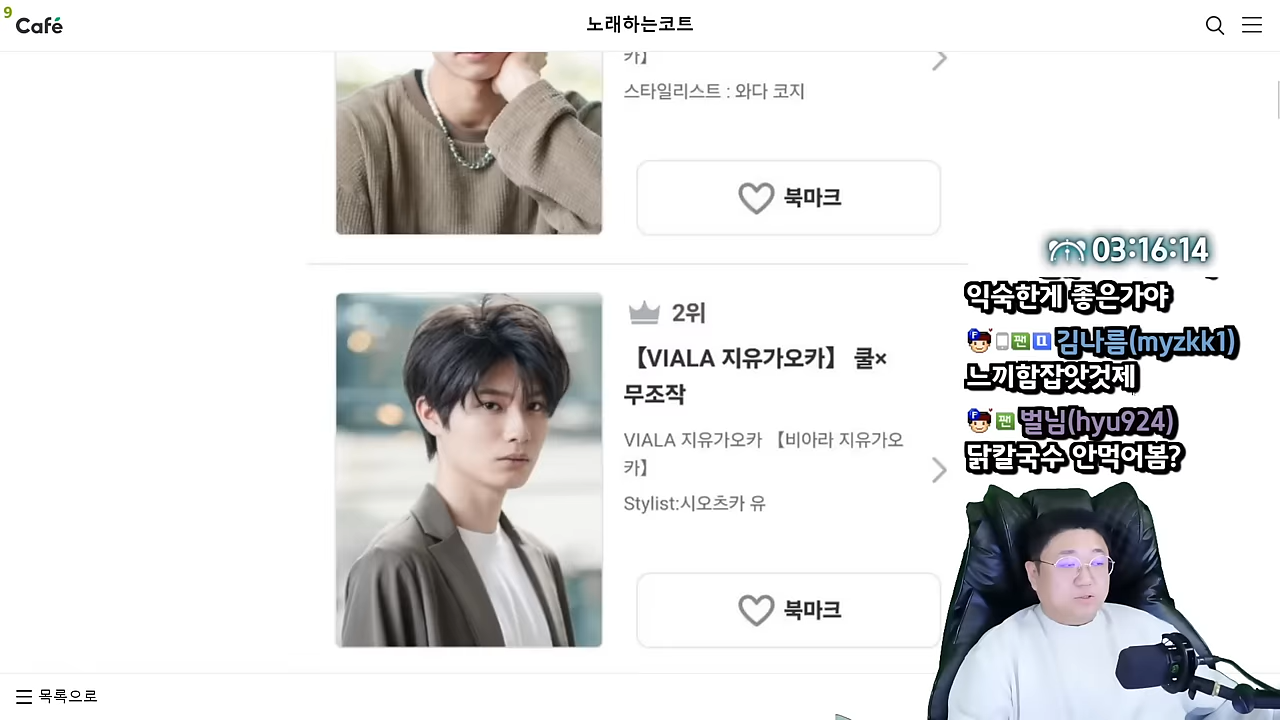 9
Café
노래하는코트
카】
스타일리스트 : 와다 코지
북마크
03:16:14
익숙한게 좋은가야
김나름(myzkk1)
느끼함잡앗것제
벌님(hyu924)
닭칼국수 안먹어봄?
2위
【VIALA 지유가오카】 쿨×
무조작
VIALA 지유가오카 【비아라 지유가오
카】
Stylist:시오츠카 유
북마크
목록으로